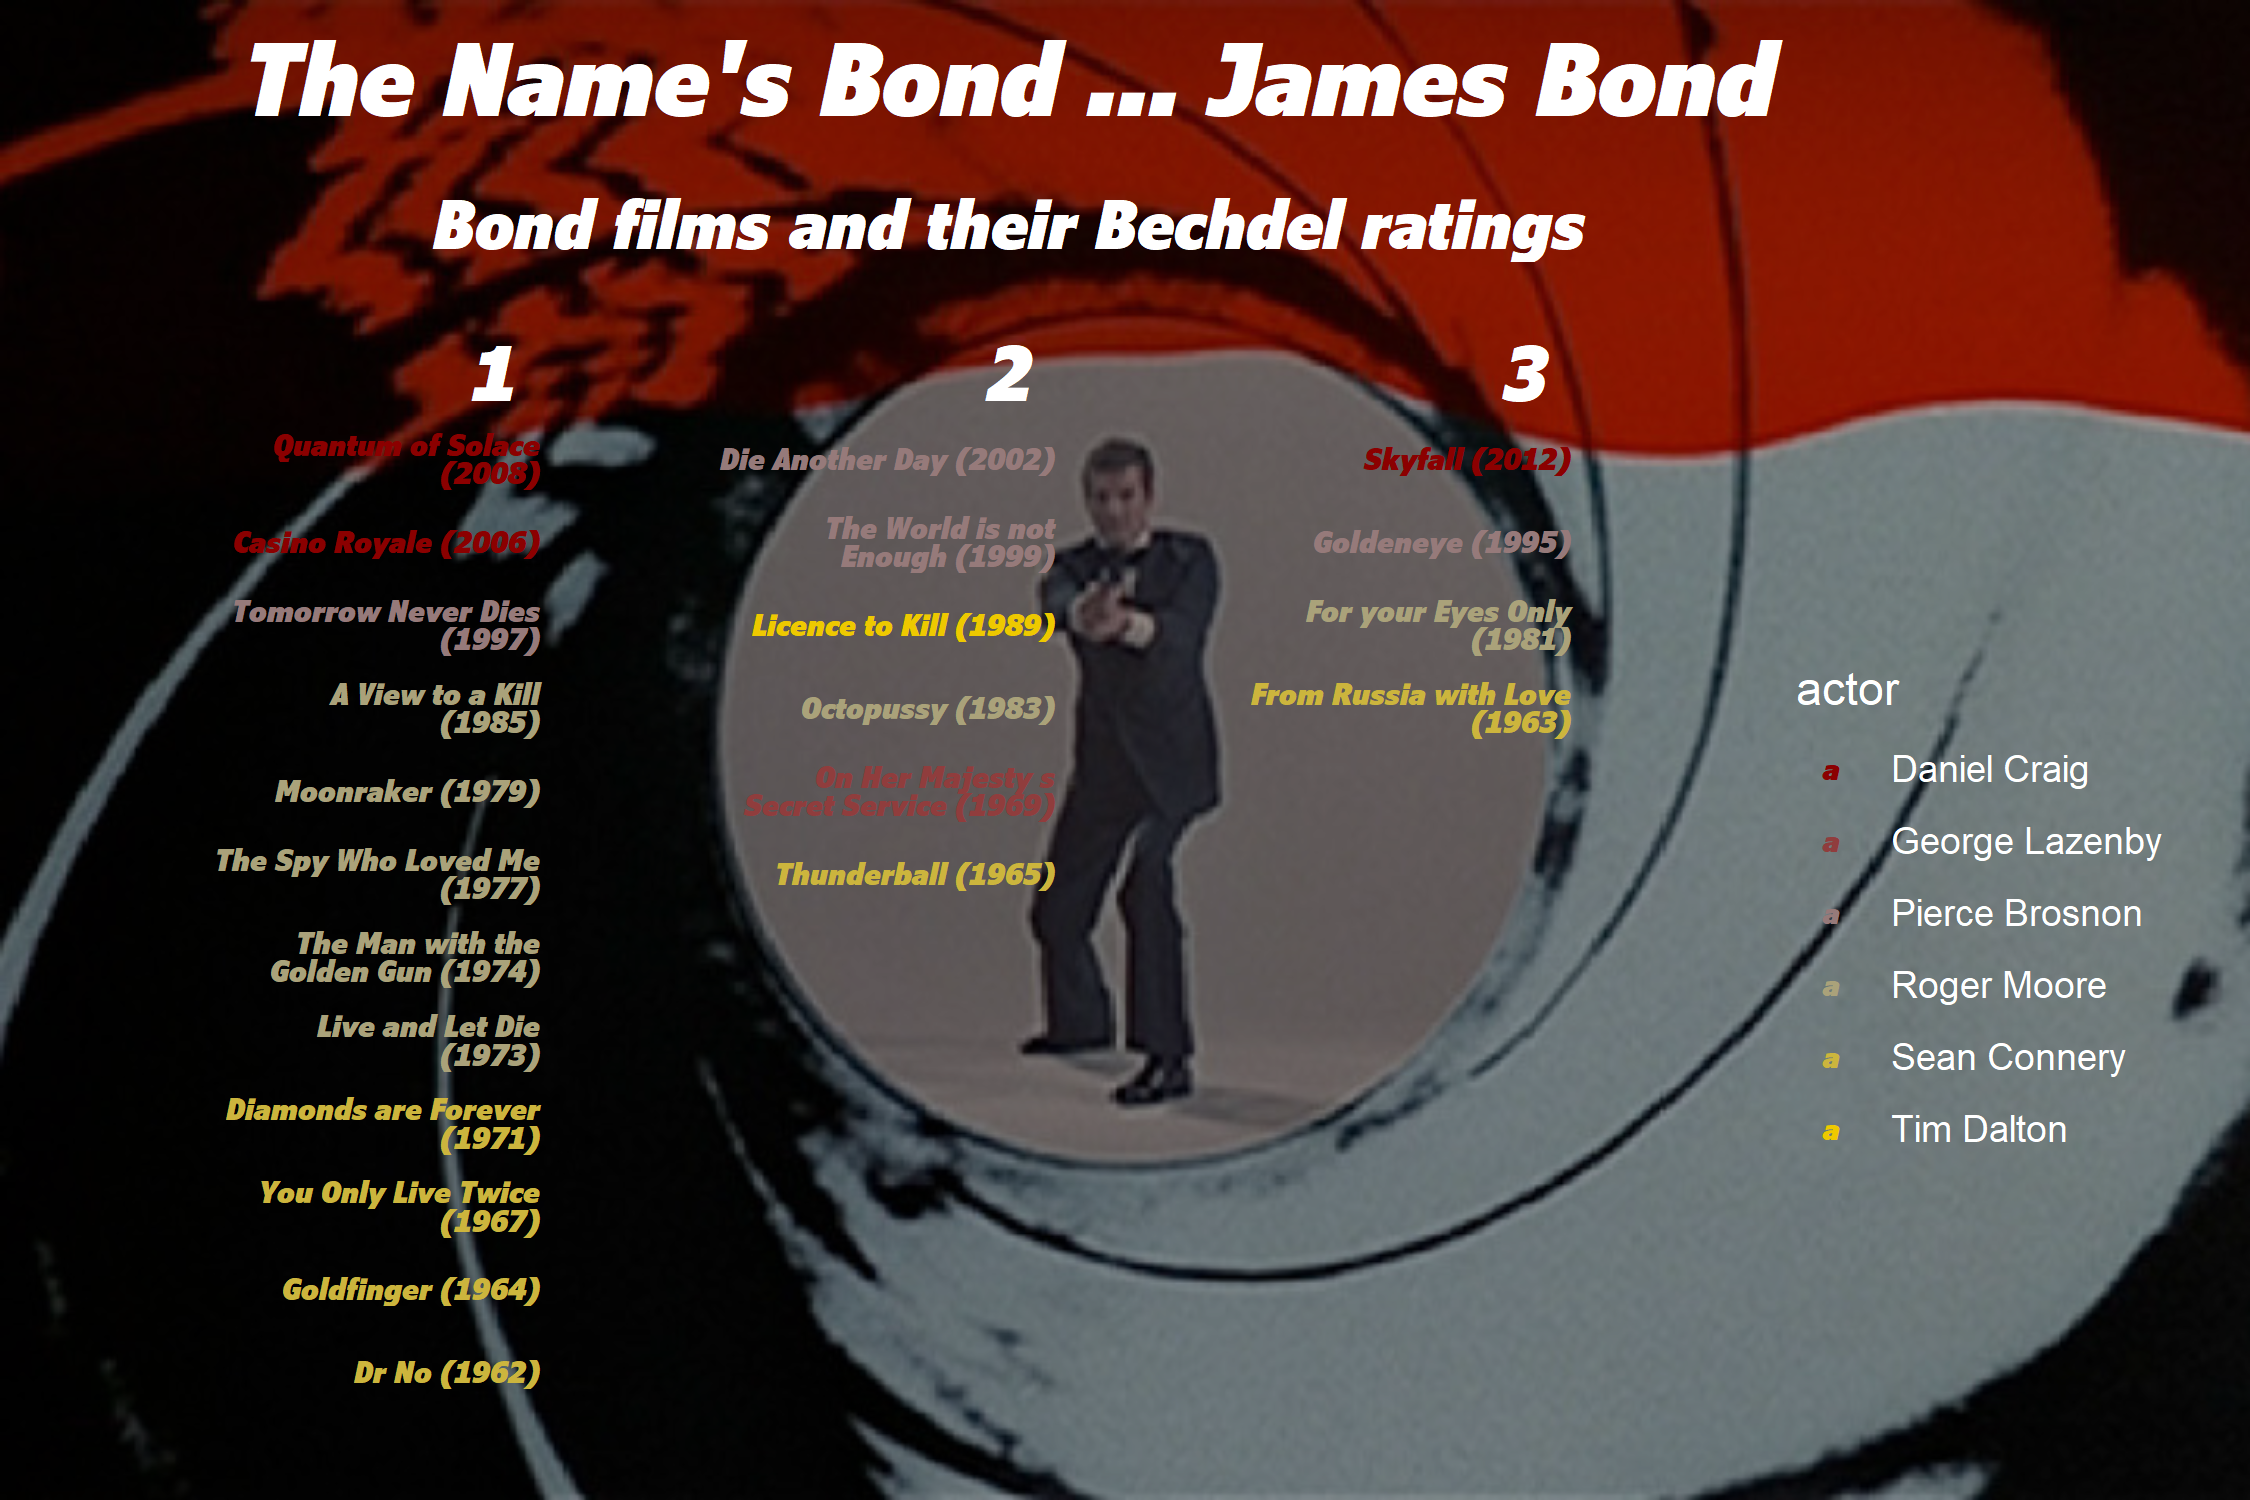 The Name's Bond ... James Bond
Bond films and their Bechdel ratings
1
Quantum of Solace
(2008)
Casino Royale (2006)
Tomorrow Never Dies
(1997)
A View to a Kill
(1985)
Moonraker (1979)
The Spy Who Loved Me
(1977)
The Man with the
Golden Gun (1974)
Live and Let Die
(1973)
Diamonds are Forever
(1971)
You Only Live Twice
(1967)
Goldfinger (1964)
Dr No (1962)
2
Die Another Day (2002)
The World is not
Enough (1999)
Licence to Kill (1989)
Octopussy (1983)
On Her Majesty s
Secret Service (1969)
Thunderball (1965)
3
Skyfall (2012)
Goldeneye (1995)
For your Eyes Only
(1981)
From Russia with Love
(1963)
actor
a Daniel Craig
a George Lazenby
a Pierce Brosnon
a Roger Moore
a Sean Connery
a Tim Dalton